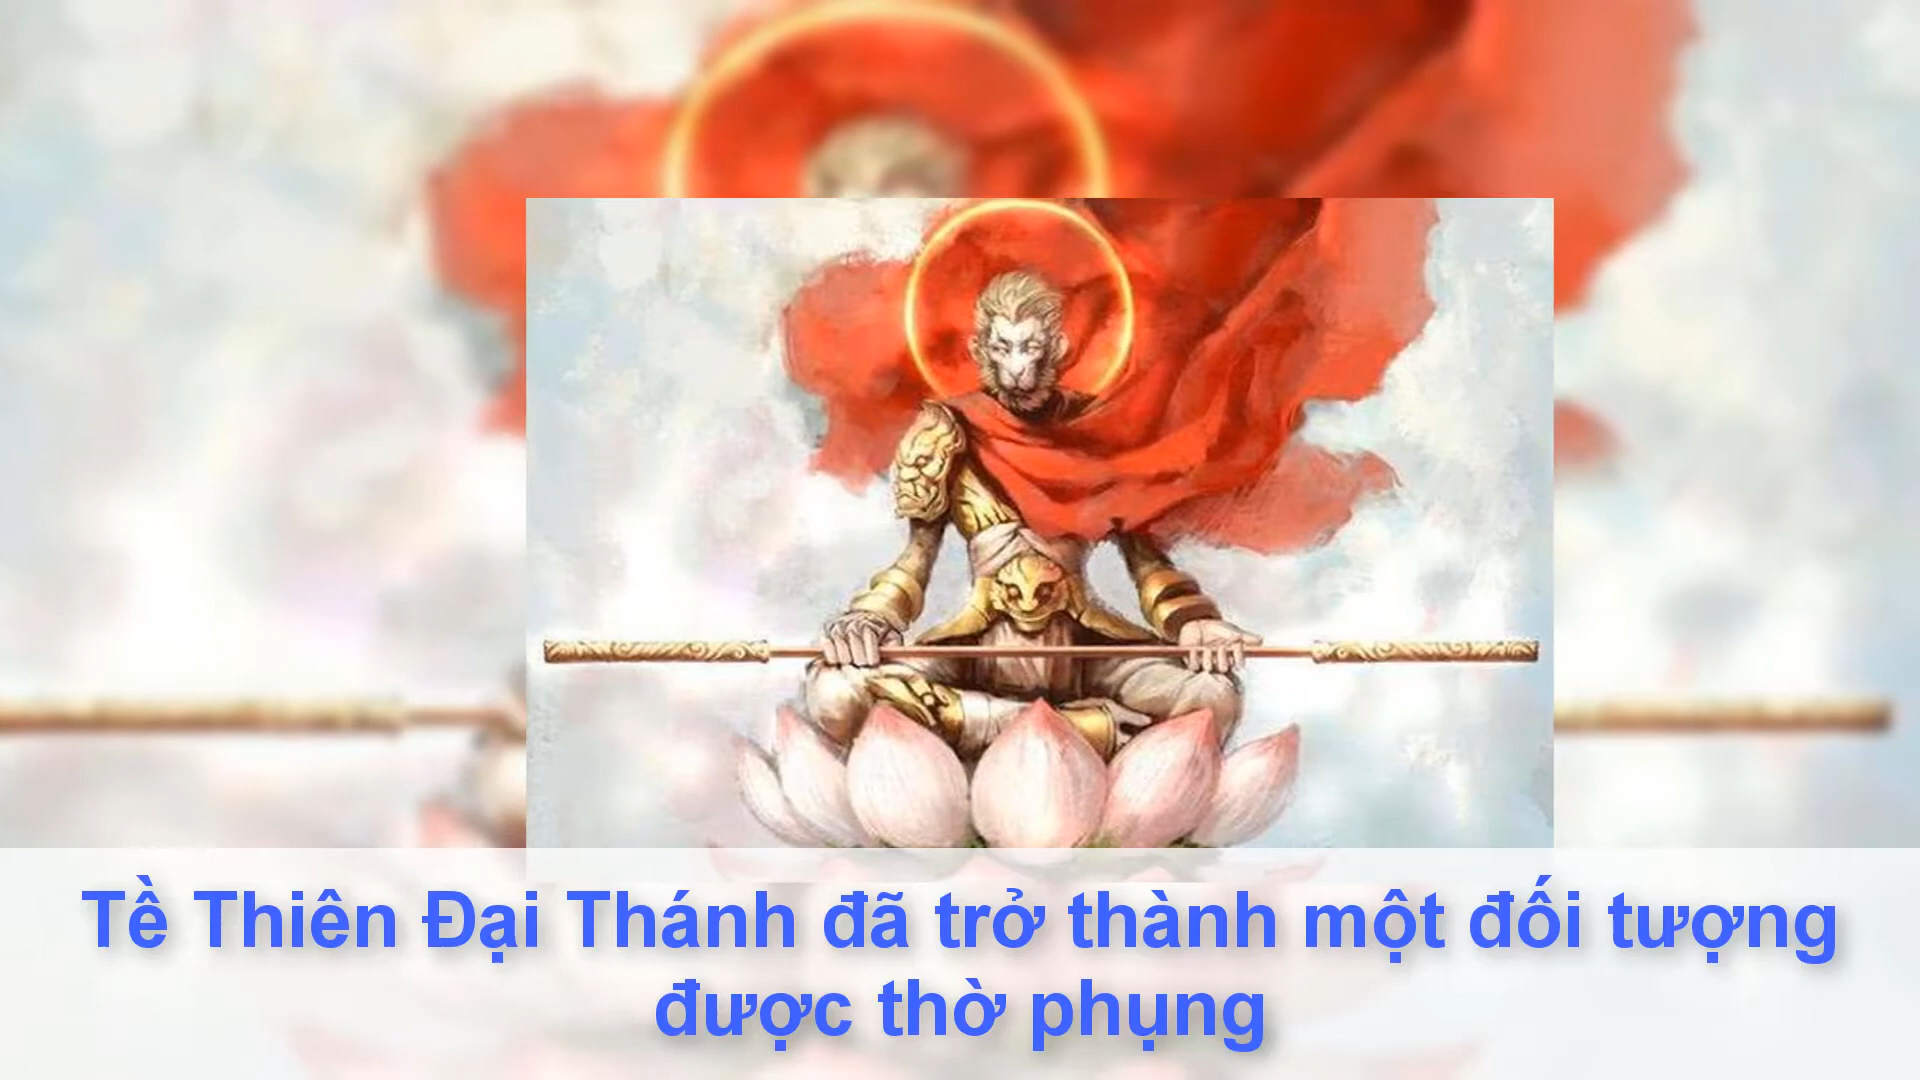 Tề Thiên Đại Thánh đã trở thành một đối tượng
được thờ phụng